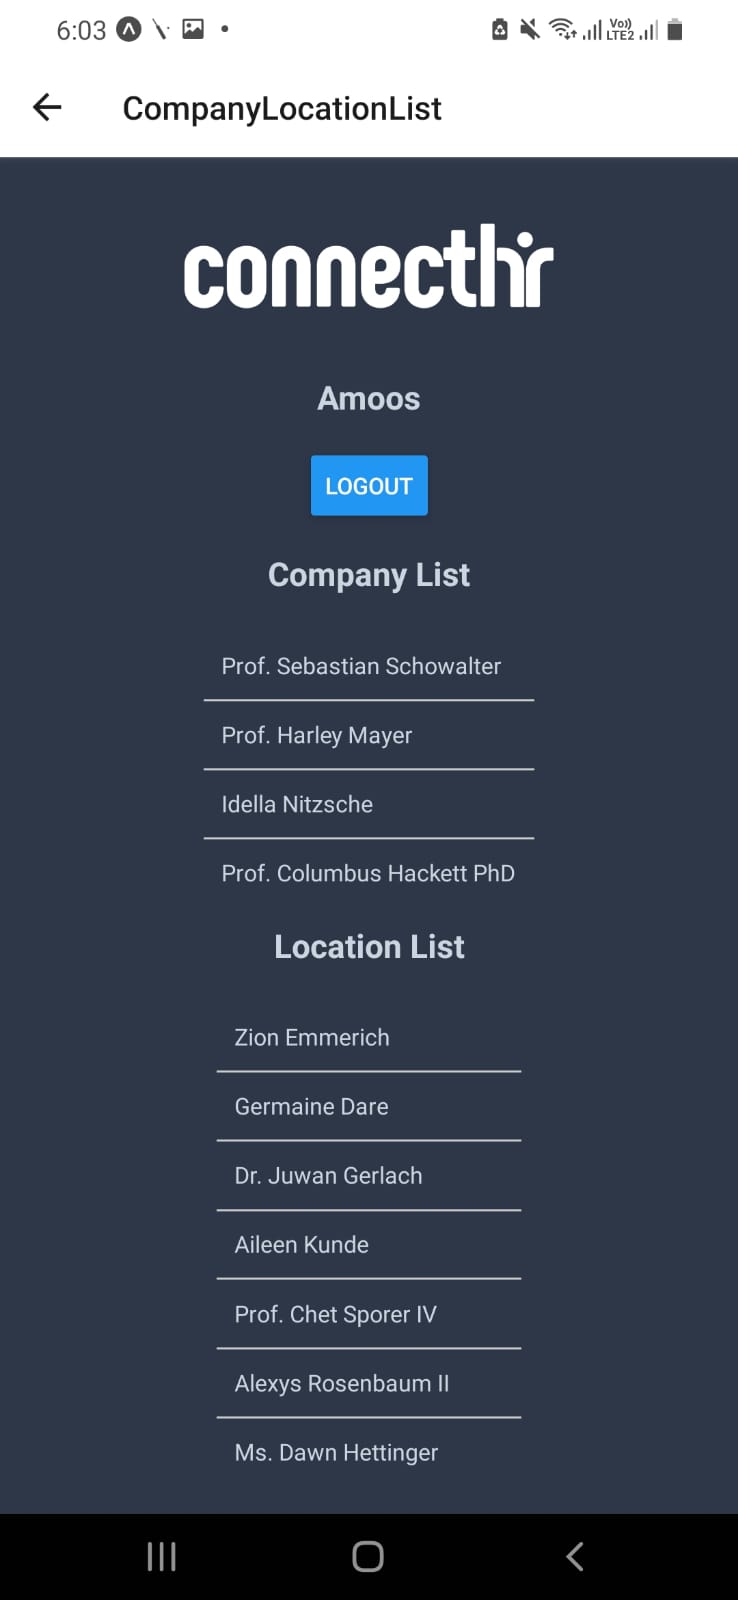 6:03
Vo))
LTE2
CompanyLocationList
connecthr
Amoos
LOGOUT
Company List
Prof. Sebastian Schowalter
Prof. Harley Mayer
Idella Nitzsche
Prof. Columbus Hackett PhD
Location List
Zion Emmerich
Germaine Dare
Dr. Juwan Gerlach
Aileen Kunde
Prof. Chet Sporer IV
Alexys Rosenbaum II
Ms. Dawn Hettinger